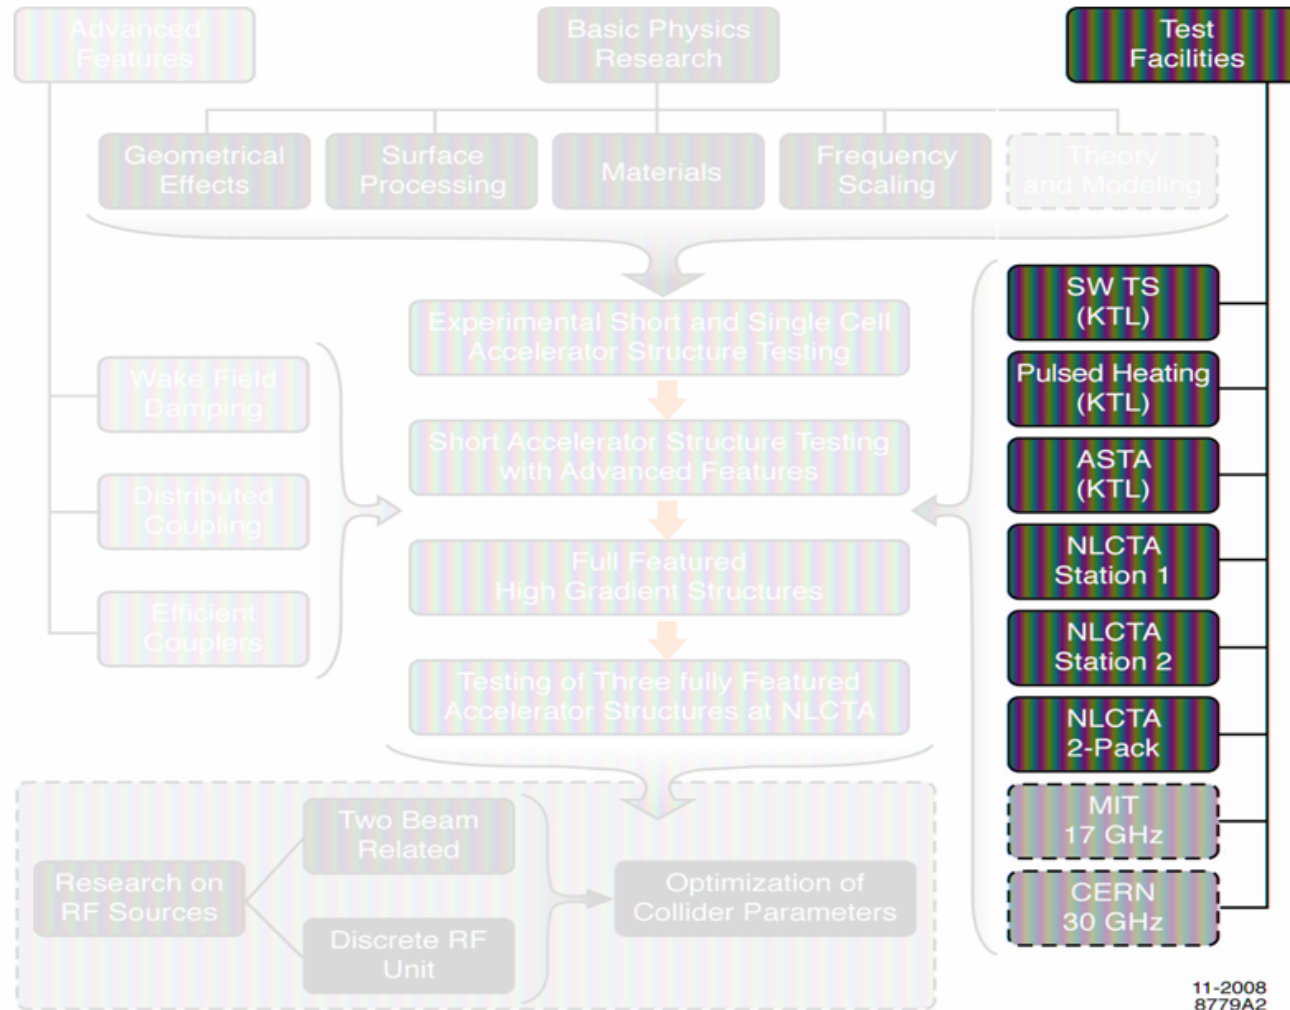 Advanced
Features
Basic Physics
Research
Test
Facilities
Geometrical
Effects
Surface
Processing
Materials
Frequency
Scaling
Theory
and Modeling
Experimental Short and Single Cell
Accelerator Structure Testing
Wake Field
Damping
Short Accelerator Structure Testing
with Advanced Features
Distributed
Coupling
Full Featured
High Gradient Structures
Efficient
Couplers
Testing of Three fully Featured
Accelerator Structures at NLCTA
SW TS
(KTL)
Pulsed Heating
(KTL)
ASTA
(KTL)
NLCTA
Station 1
NLCTA
Station 2
NLCTA
2-Pack
MIT
17 GHz
CERN
30 GHz
Two Beam
Related
Research on
RF Sources
Discrete RF
Unit
Optimization of
Collider Parameters
11-2008
8779A2